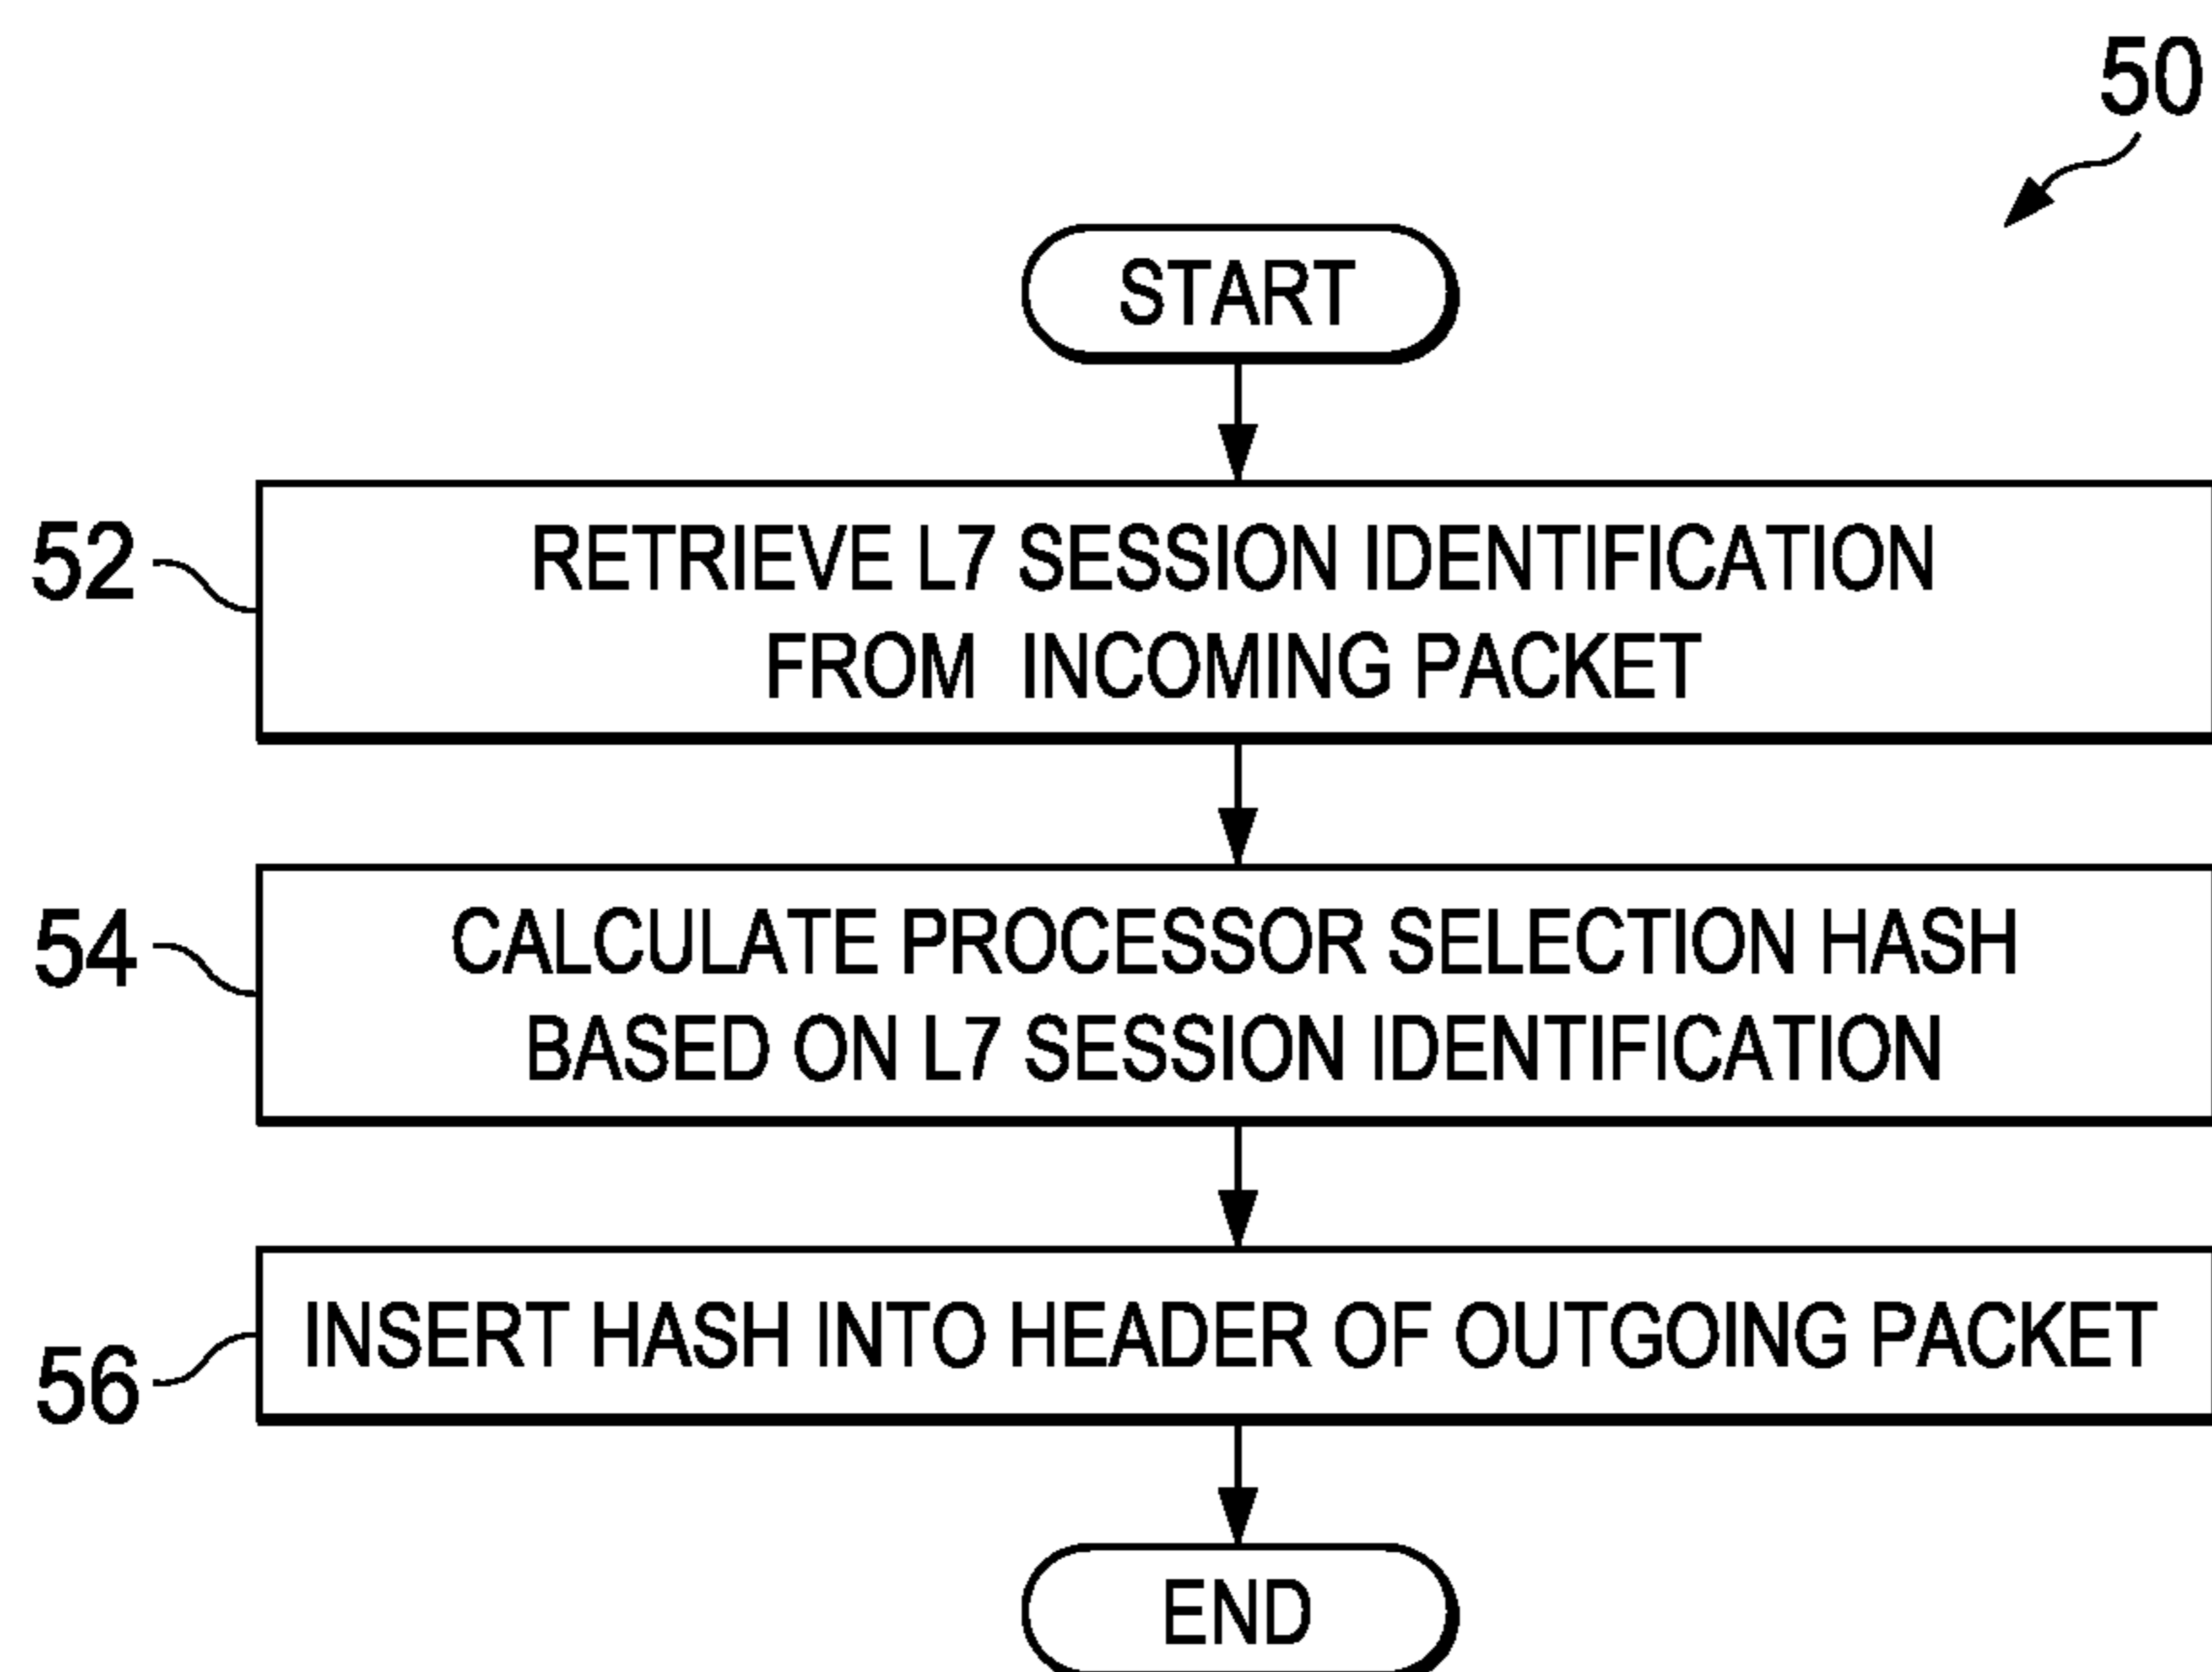 50
START
52
RETRIEVE L7 SESSION IDENTIFICATION
FROM INCOMING PACKET
54
CALCULATE PROCESSOR SELECTION HASH
BASED ON L7 SESSION IDENTIFICATION
56
INSERT HASH INTO HEADER OF OUTGOING PACKET
END